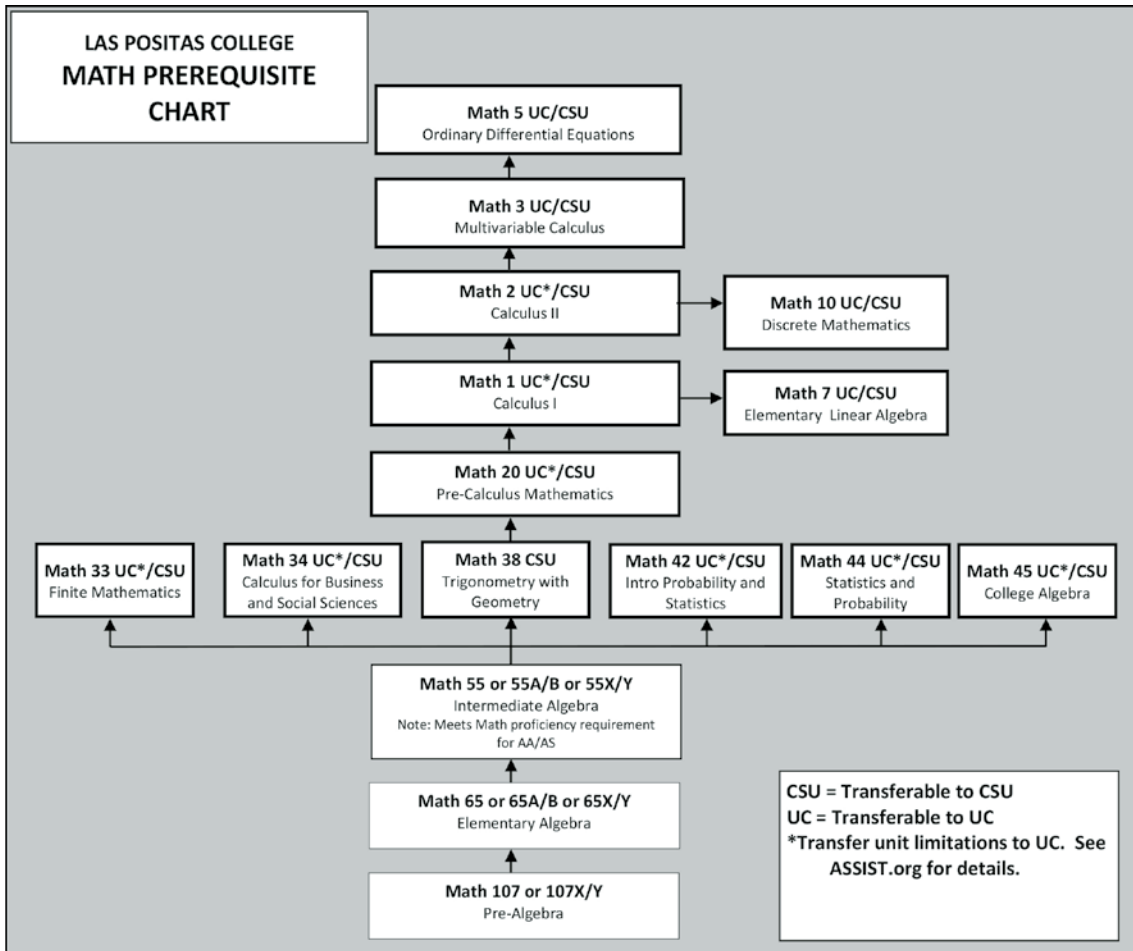 LAS POSITAS COLLEGE
MATH PREREQUISITE
CHART
Math 5 UC/CSU
Ordinary Differential Equations
Math 3 UC/CSU
Multivariable Calculus
Math 2 UC*/CSU
Calculus II
Math 10 UC/CSU
Discrete Mathematics
Math 1 UC*/CSU
Calculus I
Math 7 UC/CSU
Elementary Linear Algebra
Math 20 UC*/CSU
Pre-Calculus Mathematics
Math 33 UC*/CSU
Finite Mathematics
Math 34 UC*/CSU
Calculus for Business
and Social Sciences
Math 38 CSU
Trigonometry with
Geometry
Math 42 UC*/CSU
Intro Probability and
Statistics
Math 44 UC*/CSU
Statistics and
Probability
Math 45 UC*/CSU
College Algebra
Math 55 or 55A/B or 55X/Y
Intermediate Algebra
Note: Meets Math proficiency requirement
for AA/AS
Math 65 or 65A/B or 65X/Y
Elementary Algebra
Math 107 or 107X/Y
Pre-Algebra
CSU = Transferable to CSU
UC = Transferable to UC
*Transfer unit limitations to UC. See
ASSIST.org for details.